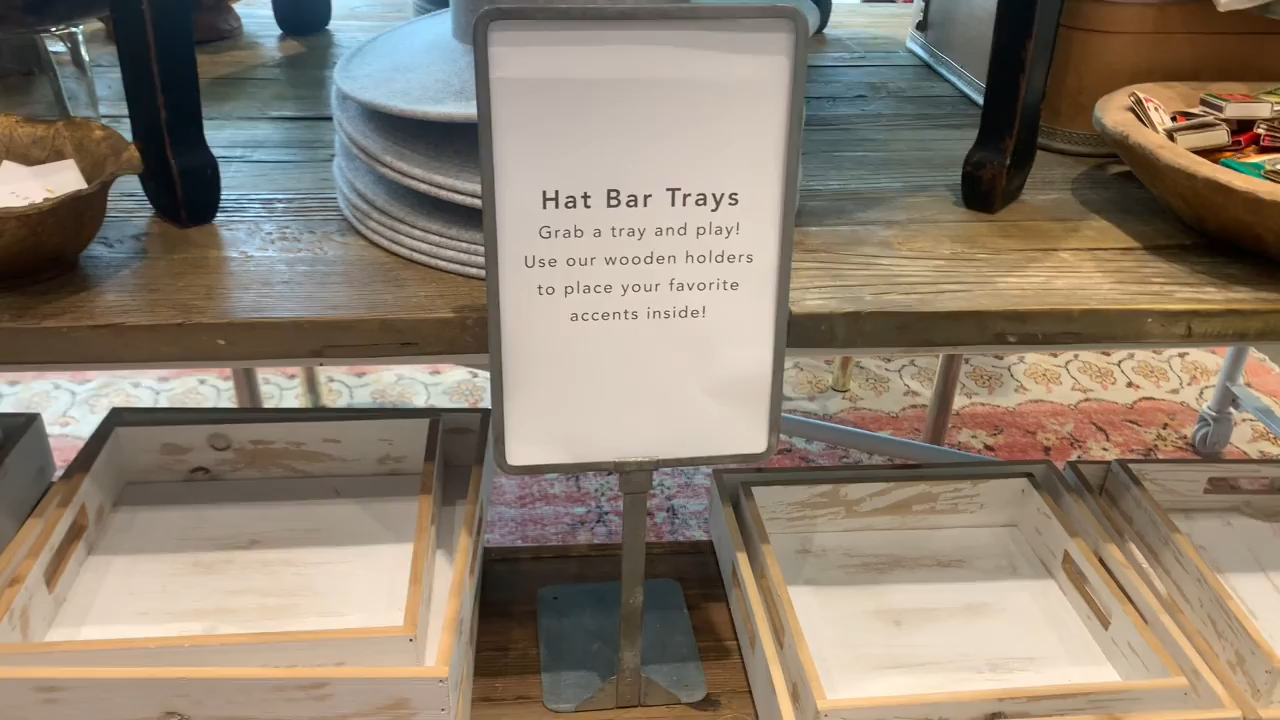 Hat Bar Trays
Grab a tray and play!
Use our wooden holders
to place your favorite
accents inside!